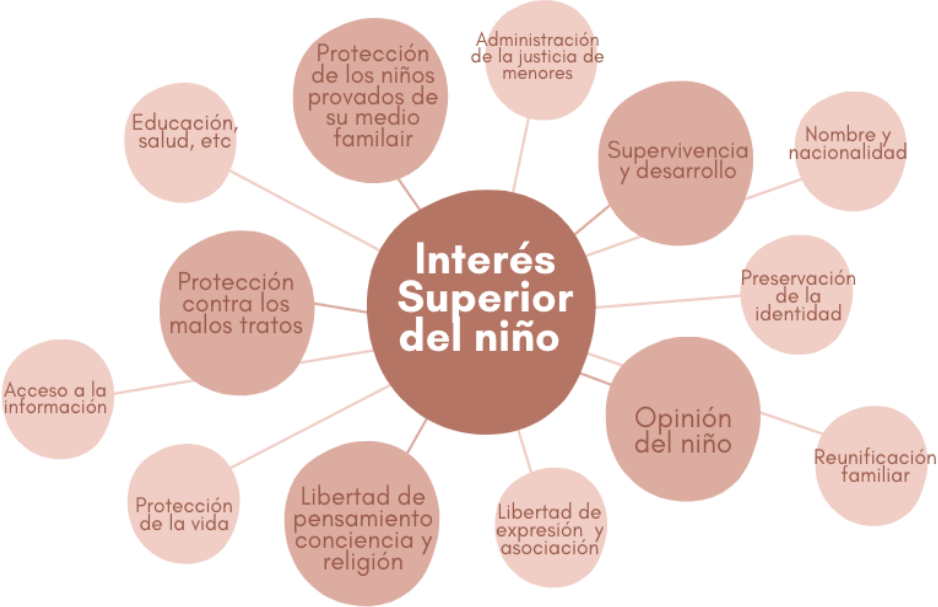 Administración
de la justicia de
menores
Protección
de los niños
provados de
su medio
familair
Educación,
salud, etc
Supervivencia
y desarrollo
Nombre y
nacionalidad
Interés
Superior
del niño
Protección
contra los
malos tratos
Preservación
de la
identidad
Acceso a la
información
Opinión
del niño
Reunificación
familiar
Protección
de la vida
Libertad de
pensamiento
conciencia y
religión
Libertad de
expresión y
asociación